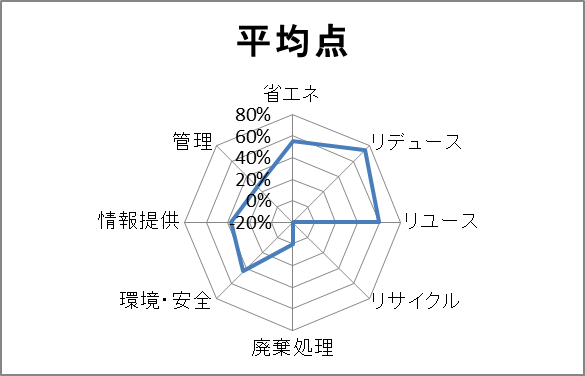 平均点
省エネ
80%
60%
40%
20%
0%
-20%
リデュース
リユース
リサイクル
廃棄処理
環境・安全
情報提供
管理